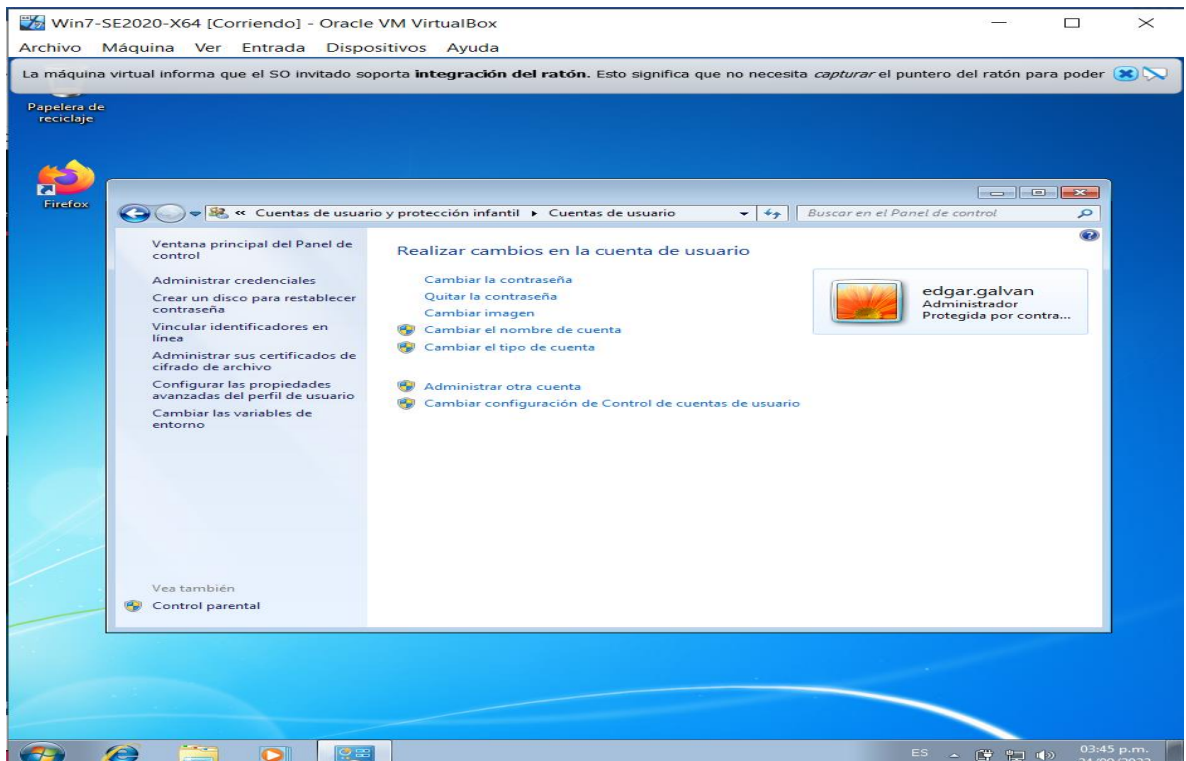 Win7-SE2020-X64 [Corriendo] - Oracle VM VirtualBox
Archivo Máquina Ver Entrada Dispositivos Ayuda
La máquina virtual informa que el SO invitado soporta integración del ratón. Esto significa que no necesita capturar el puntero del ratón para poder
Papelera de
reciclaje
Firefox
« Cuentas de usuario y protección infantil Cuentas de usuario
Buscar en el Panel de control
Ventana principal del Panel de
control
Administrar credenciales
Crear un disco para restablecer
contraseña
Vincular identificadores en
línea
Administrar sus certificados de
cifrado de archivo
Configurar las propiedades
avanzadas del perfil de usuario
Cambiar las variables de
entorno
Vea también
Control parental
Realizar cambios en la cuenta de usuario
Cambiar la contraseña
Quitar la contraseña
Cambiar imagen
Cambiar el nombre de cuenta
Cambiar el tipo de cuenta
Administrar otra cuenta
Cambiar configuración de Control de cuentas de usuario
edgar.galvan
Administrador
Protegida por contra...
ES
03:45 p.m.